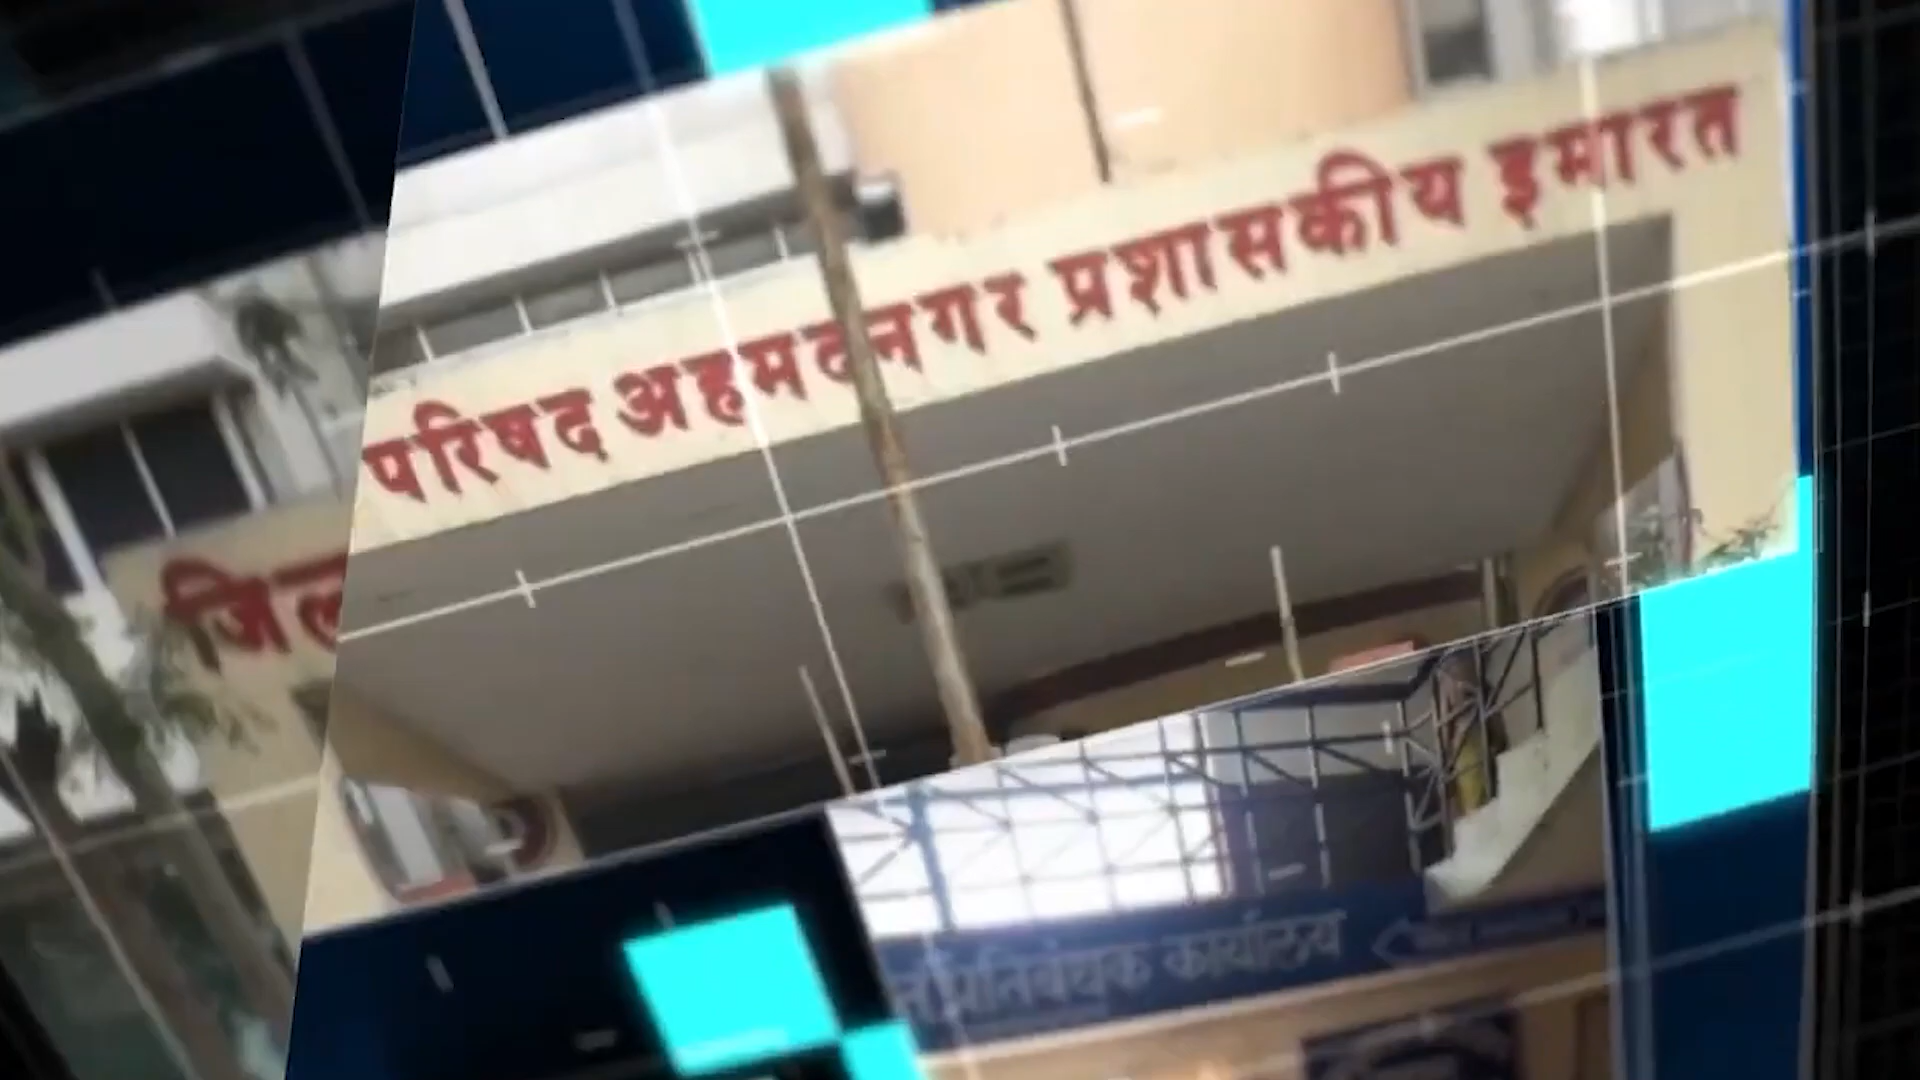 जिल
परिषद अहमदनगर प्रशासकीय इमारत
प्रतिबंधक कार्यालय